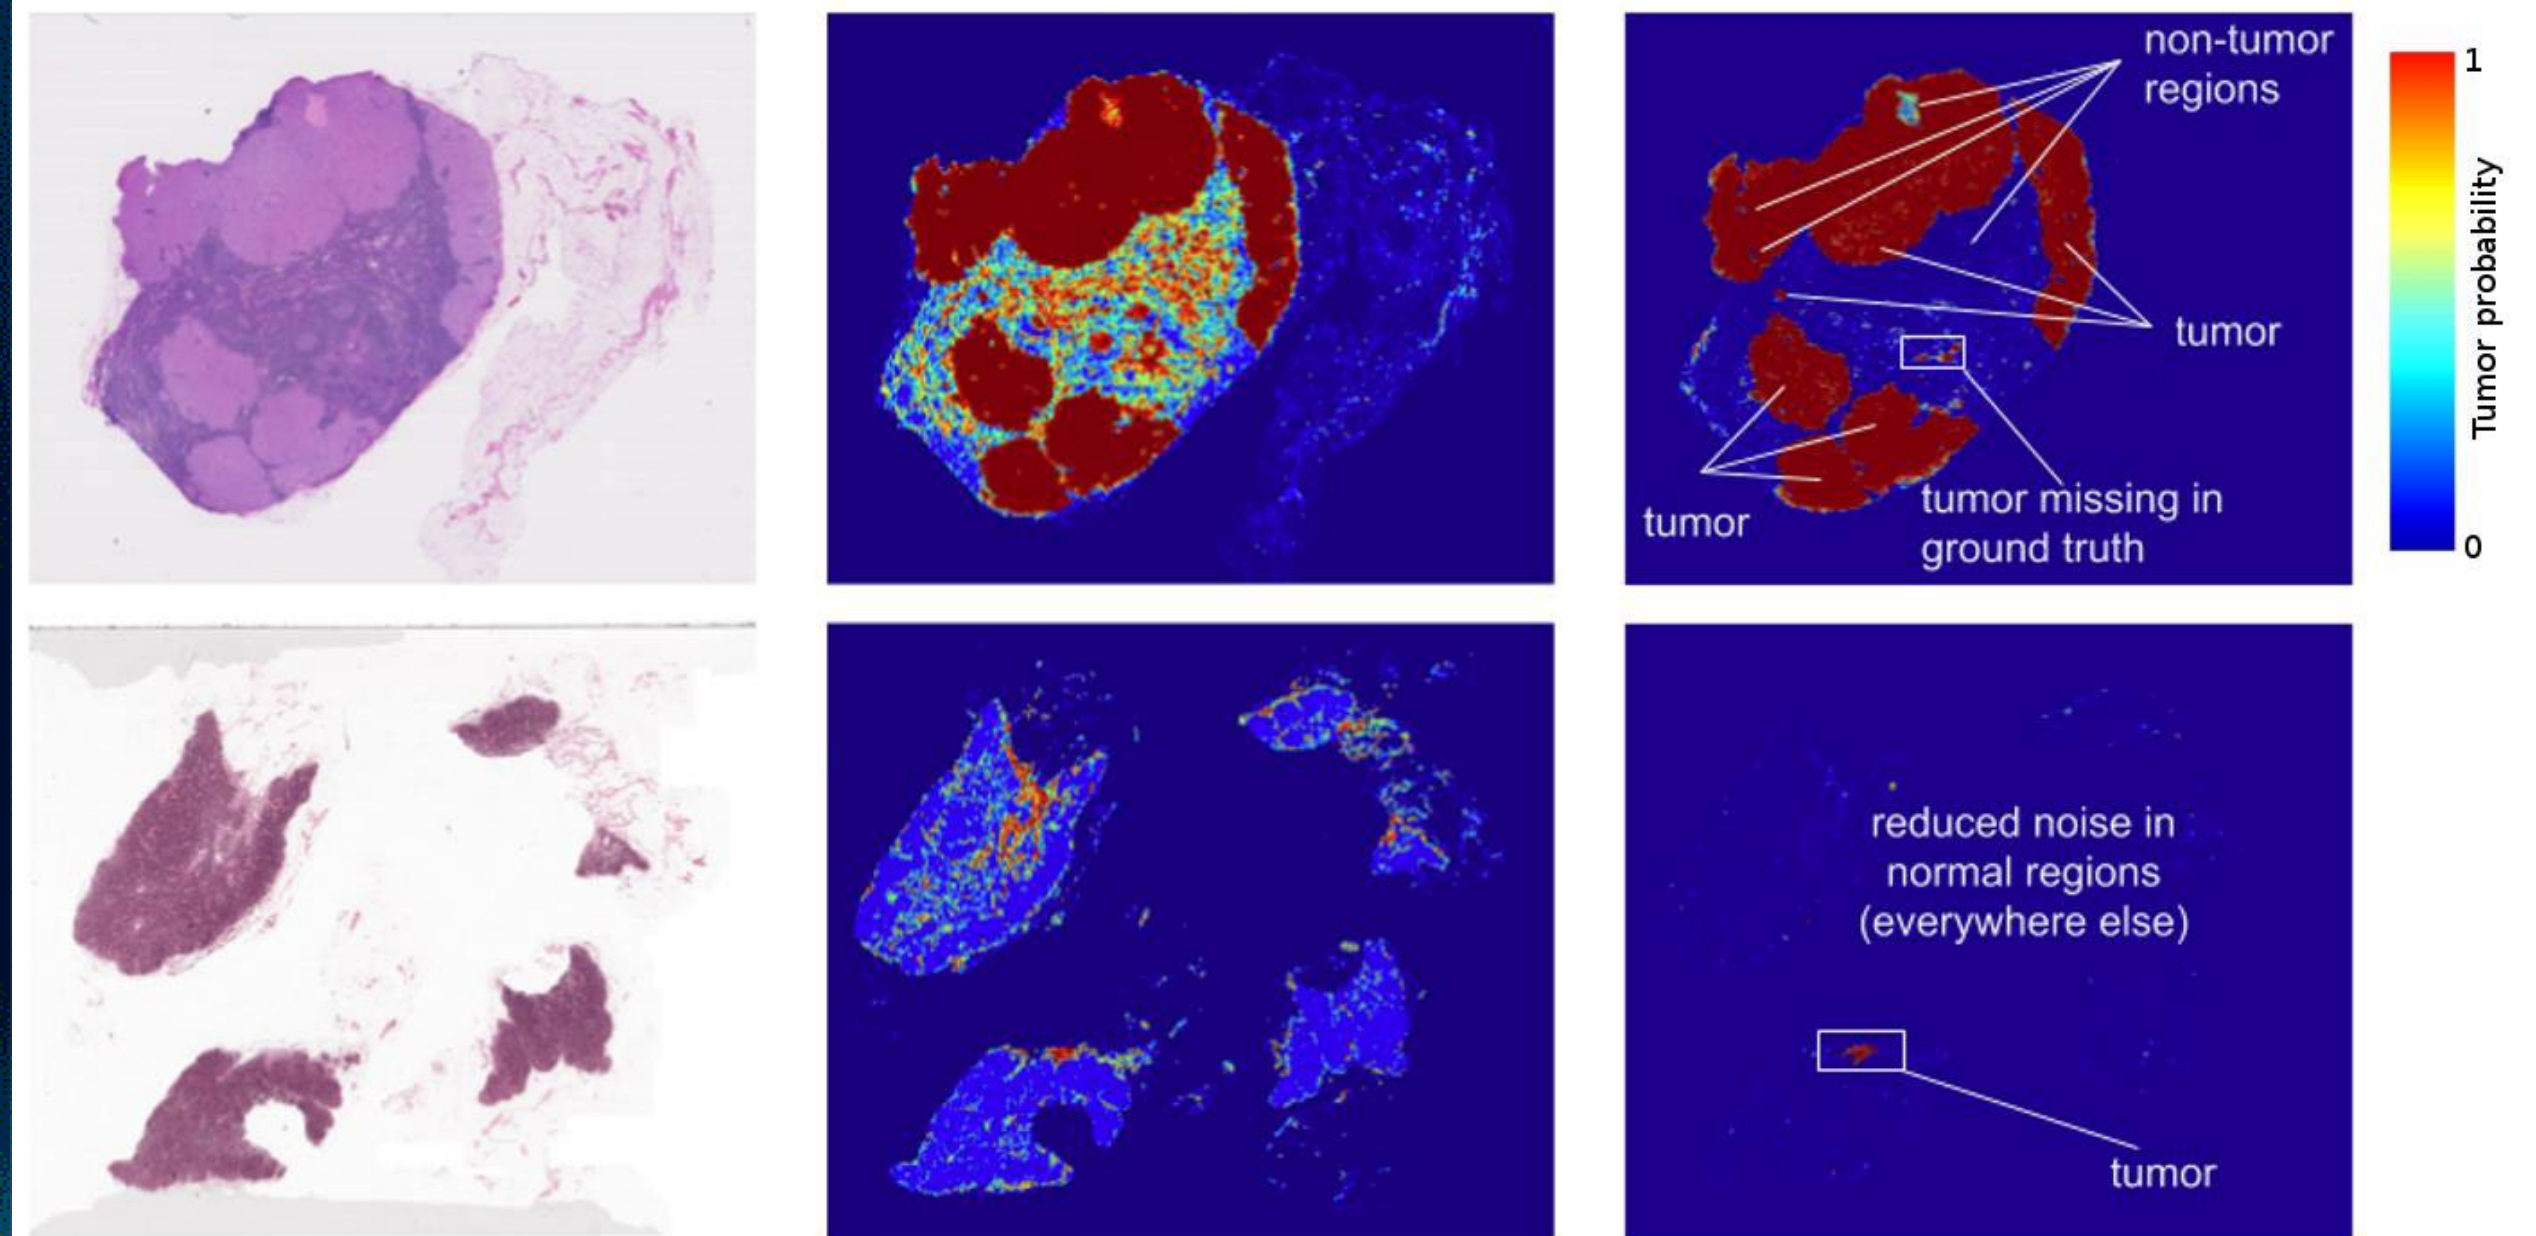 non-tumor
regions
1
Tumor probability
0
tumor
tumor
tumor missing in
ground truth
reduced noise in
normal regions
(everywhere else)
tumor